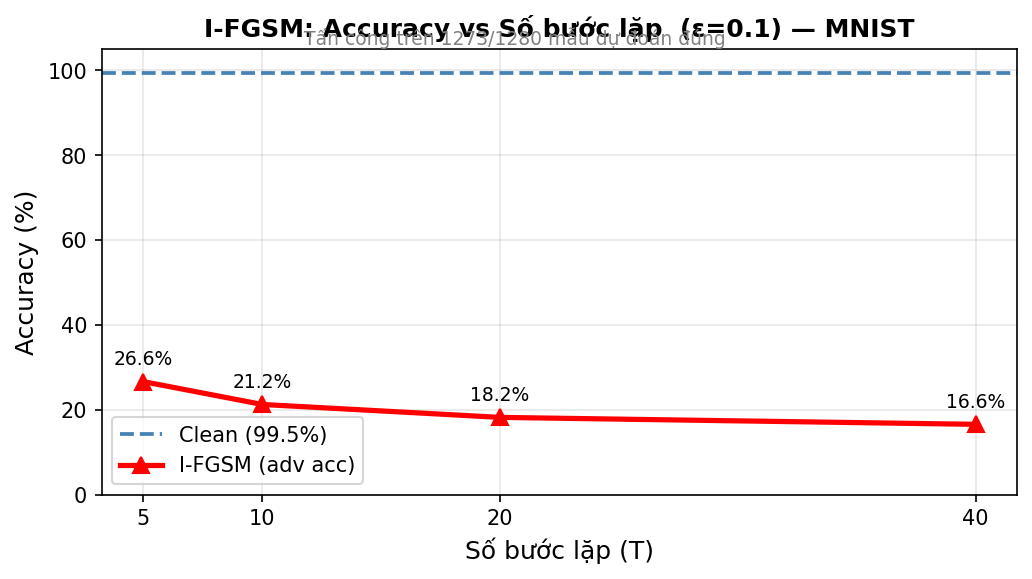 I-FGSM: Accuracy vs Số bước lặp (ε=0.1) — MNIST
Tấn công trên 1273/1280 mẫu dự đoán đúng
Accuracy (%)
100
80
60
40
20
0
26.6%
21.2%
18.2%
16.6%
Clean (99.5%)
I-FGSM (adv acc)
5
10
20
40
Số bước lặp (T)